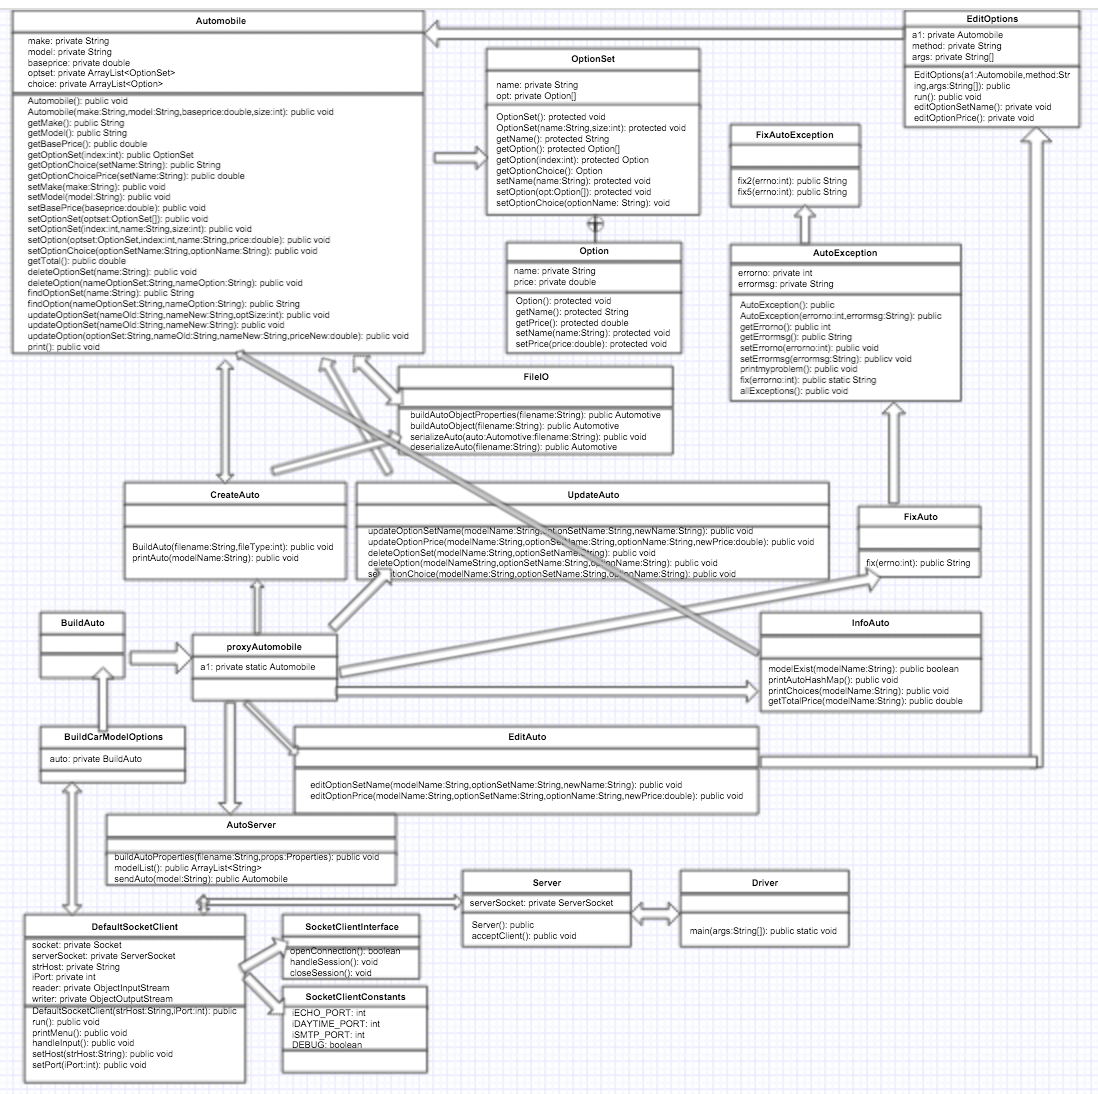 Automobile
make: private String
model: private String
baseprice: private double
optset: private ArrayList<OptionSet>
choice: private ArrayList<Option>
Automobile(): public void
Automobile(make:String,model:String,baseprice:double,size:int): public void
getMake(): public String
getModel(): public String
getBasePrice(): public double
getOptionSet(index:int): public OptionSet
getOptionChoice(setName:String): public String
getOptionChoicePrice(setName:String): public double
setMake(make:String): public void
setModel(model:String): public void
setBasePrice(baseprice:double): public void
setOptionSet(optset:OptionSet[]): public void
setOptionSet(index:int,name:String,size:int): public void
setOption(optset:OptionSet,index:int,name:String,price:double): public void
setOptionChoice(optionSetName:String,optionName:String): public void
getTotal(): public double
deleteOptionSet(name:String): public void
deleteOption(nameOptionSet:String,nameOption:String): public void
findOptionSet(name:String): public String
findOption(nameOptionSet:String,nameOption:String): public String
updateOptionSet(nameOld:String,nameNew:String,optSize:int): public void
updateOptionSet(nameOld:String,nameNew:String): public void
updateOption(optionSet:String,nameOld:String,nameNew:String,priceNew:double): public void
print(): public void
OptionSet
name: private String
opt: private Option[]
OptionSet(): protected void
OptionSet(name:String,size:int): protected void
getName(): protected String
getOption(): protected Option[]
getOption(index:int): protected Option
getOptionChoice(): Option
setName(name:String): protected void
setOption(opt:Option[]): protected void
setOptionChoice(optionName: String): void
Option
name: private String
price: private double
Option(): protected void
getName(): protected String
getPrice(): protected double
setName(name:String): protected void
setPrice(price:double): protected void
EditOptions
a1: private Automobile
method: private String
args: private String[]
EditOptions(a1:Automobile,method:Str
ing,args:String[]): public
run(): public void
editOptionSetName(): private void
editOptionPrice(): private void
FixAutoException
fix2(errno:int): public String
fix5(errno:int): public String
AutoException
errorno: private int
errormsg: private String
AutoException(): public
AutoException(errorno:int,errormsg:String): public
getErrorno(): public int
getErrormsg(): public String
setErrorno(errorno:int): public void
setErrormsg(errormsg:String): publicv void
printmyproblem(): public void
fix(errorno:int): public static String
allExceptions(): public void
FileIO
buildAutoObjectProperties(filename:String): public Automotive
buildAutoObject(filename:String): public Automotive
serializeAuto(auto:Automotive:filename:String): public void
deserializeAuto(filename:String): public Automotive
CreateAuto
BuildAuto(filename:String,fileType:int): public void
printAuto(modelName:String): public void
UpdateAuto
updateOptionSetName(modelName:String,optionSetName:String,newName:String): public void
updateOptionPrice(modelName:String,optionSetName:String,optionName:String,newPrice:double): public void
deleteOptionSet(modelName:String,optionSetName:String): public void
deleteOption(modelNameString,optionSetName:String,optionName:String): public void
setOptionChoice(modelName:String,optionSetName:String,optionName:String): public void
FixAuto
fix(errno:int): public String
BuildAuto
proxyAutomobile
a1: private static Automobile
InfoAuto
modelExist(modelName:String): public boolean
printAutoHashMap(): public void
printChoices(modelName:String): public void
getTotalPrice(modelName:String): public double
BuildCarModelOptions
auto: private BuildAuto
EditAuto
editOptionSetName(modelName:String,optionSetName:String,newName:String): public void
editOptionPrice(modelName:String,optionSetName:String,optionName:String,newPrice:double): public void
AutoServer
buildAutoProperties(filename:String,props:Properties): public void
modelList(): public ArrayList<String>
sendAuto(model:String): public Automobile
Server
serverSocket: private ServerSocket
Server(): public
acceptClient(): public void
Driver
main(args:String[]): public static void
DefaultSocketClient
socket: private Socket
serverSocket: private ServerSocket
strHost: private String
iPort: private int
reader: private ObjectInputStream
writer: private ObjectOutputStream
DefaultSocketClient(strHost:String,iPort:int): public
run(): public void
printMenu(): public void
handleInput(): public void
setHost(strHost:String): public void
setPort(iPort:int): public void
SocketClientInterface
openConnection(): boolean
handleSession(): void
closeSession(): void
SocketClientConstants
iECHO_PORT: int
iDAYTIME_PORT: int
iSMTP_PORT: int
DEBUG: boolean